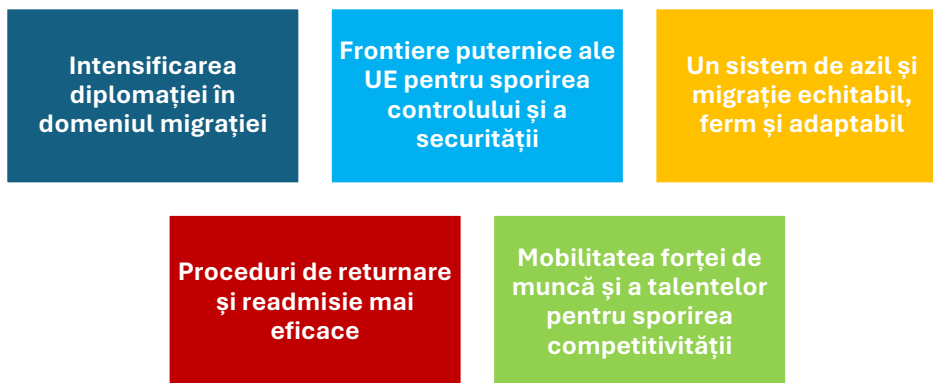 Intensificarea
diplomației în
domeniul migrației
Frontiere puternice ale
UE pentru sporirea
controlului și a
securității
Un sistem de azil și
migrație echitabil,
ferm și adaptabil
Proceduri de returnare
și readmisie mai
eficace
Mobilitatea forței de
muncă și a talentelor
pentru sporirea
competitivității